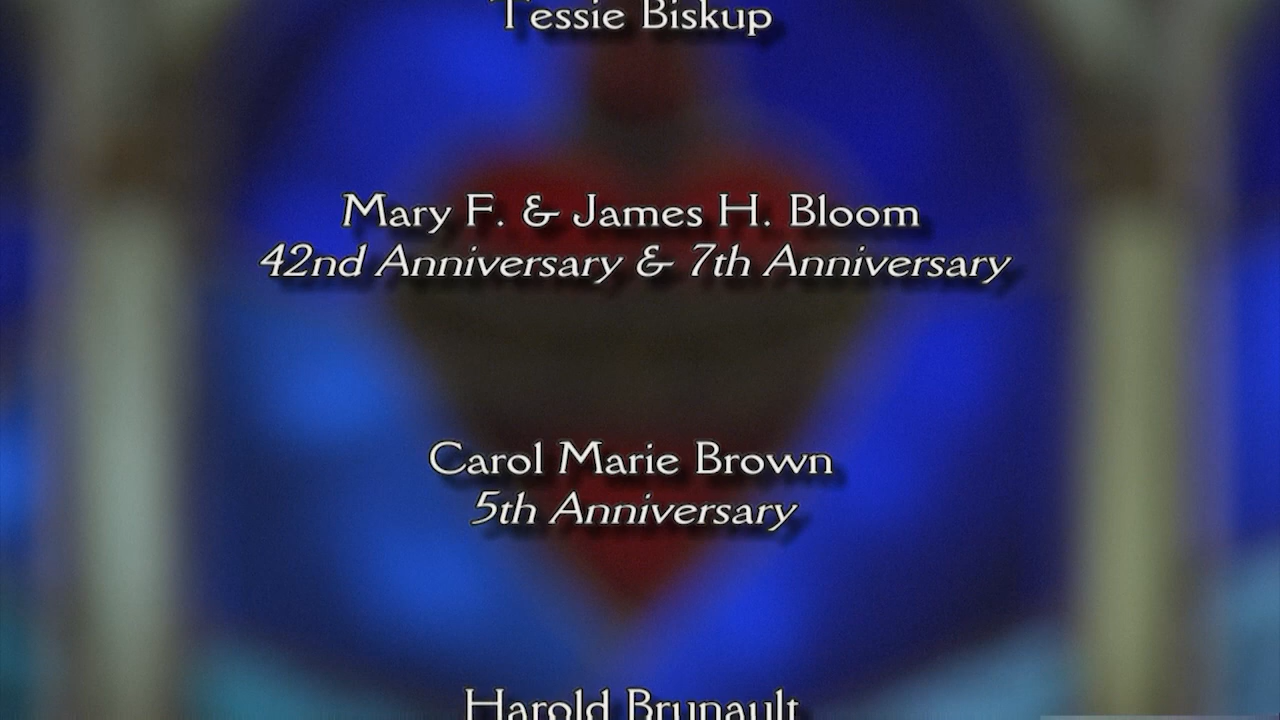 Tessie Biskup
Mary F. & James H. Bloom
42nd Anniversary & 7th Anniversary
Carol Marie Brown
5th Anniversary
Harold Brunault